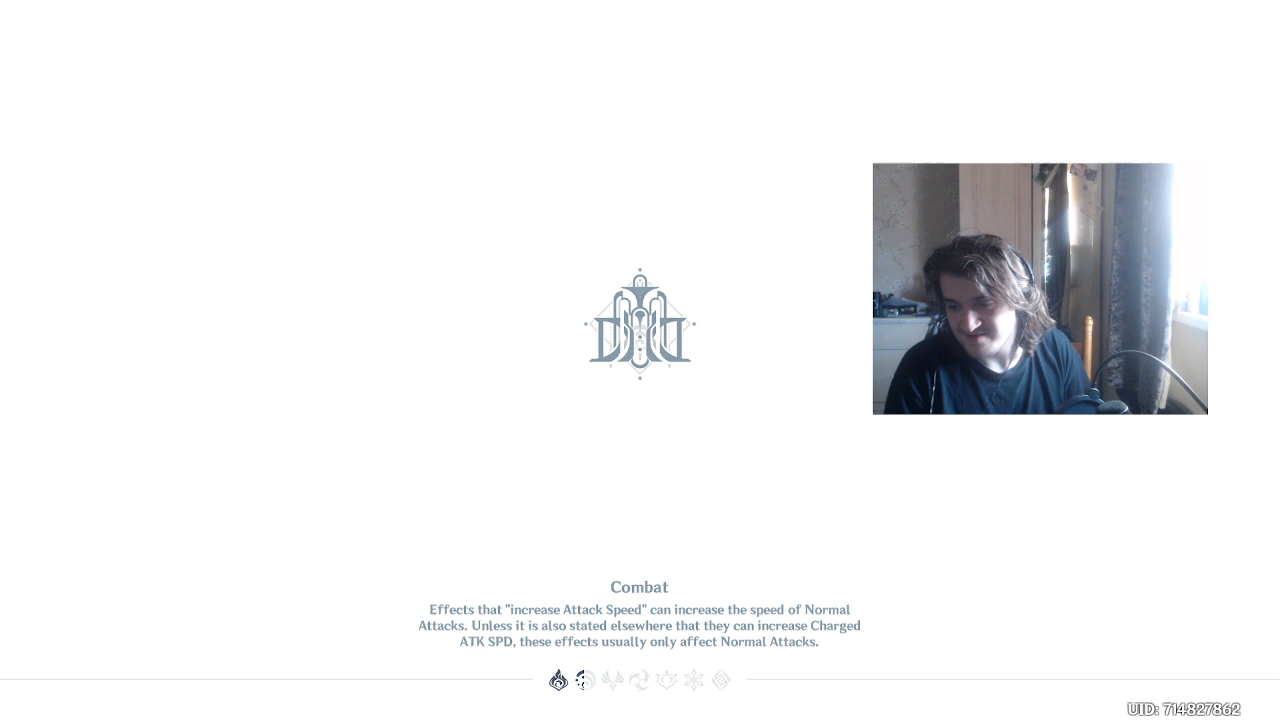 Combat
Effects that "increase Attack Speed" can increase the speed of Normal
Attacks. Unless it is also stated elsewhere that they can increase Charged
ATK SPD, these effects usually only affect Normal Attacks.
UID: 714827862